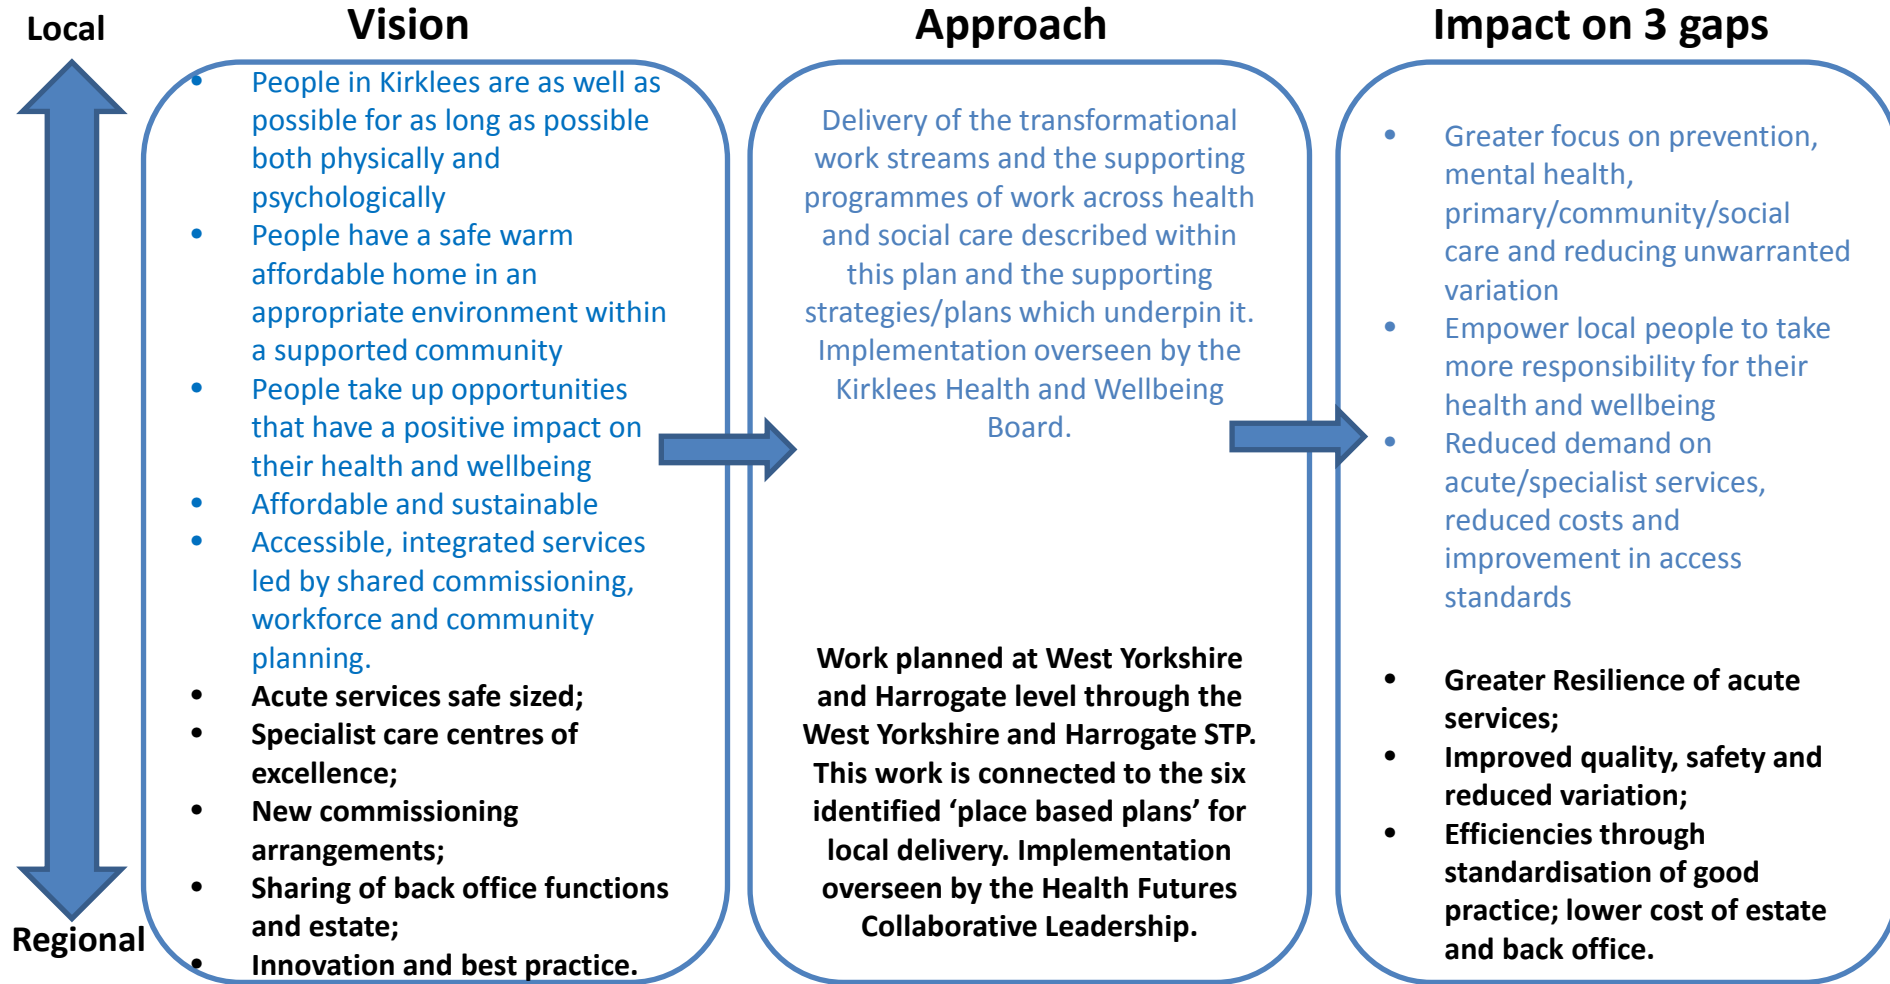 Local
Vision
Approach
Impact on 3 gaps
• People in Kirklees are as well as
possible for as long as possible
both physically and
psychologically
• People have a safe warm
affordable home in an
appropriate environment within
a supported community
• People take up opportunities
that have a positive impact on
their health and wellbeing
• Affordable and sustainable
• Accessible, integrated services
led by shared commissioning,
workforce and community
planning.
• Acute services safe sized;
• Specialist care centres of
excellence;
• New commissioning
arrangements;
• Sharing of back office functions
and estate;
• Innovation and best practice.
Delivery of the transformational
work streams and the supporting
programmes of work across health
and social care described within
this plan and the supporting
strategies/plans which underpin it.
Implementation overseen by the
Kirklees Health and Wellbeing
Board.
Work planned at West Yorkshire
and Harrogate level through the
West Yorkshire and Harrogate STP.
This work is connected to the six
identified ‘place based plans’ for
local delivery. Implementation
overseen by the Health Futures
Collaborative Leadership.
• Greater focus on prevention,
mental health,
primary/community/social
care and reducing unwarranted
variation
• Empower local people to take
more responsibility for their
health and wellbeing
• Reduced demand on
acute/specialist services,
reduced costs and
improvement in access
standards
• Greater Resilience of acute
services;
• Improved quality, safety and
reduced variation;
• Efficiencies through
standardisation of good
practice; lower cost of estate
and back office.
Regional